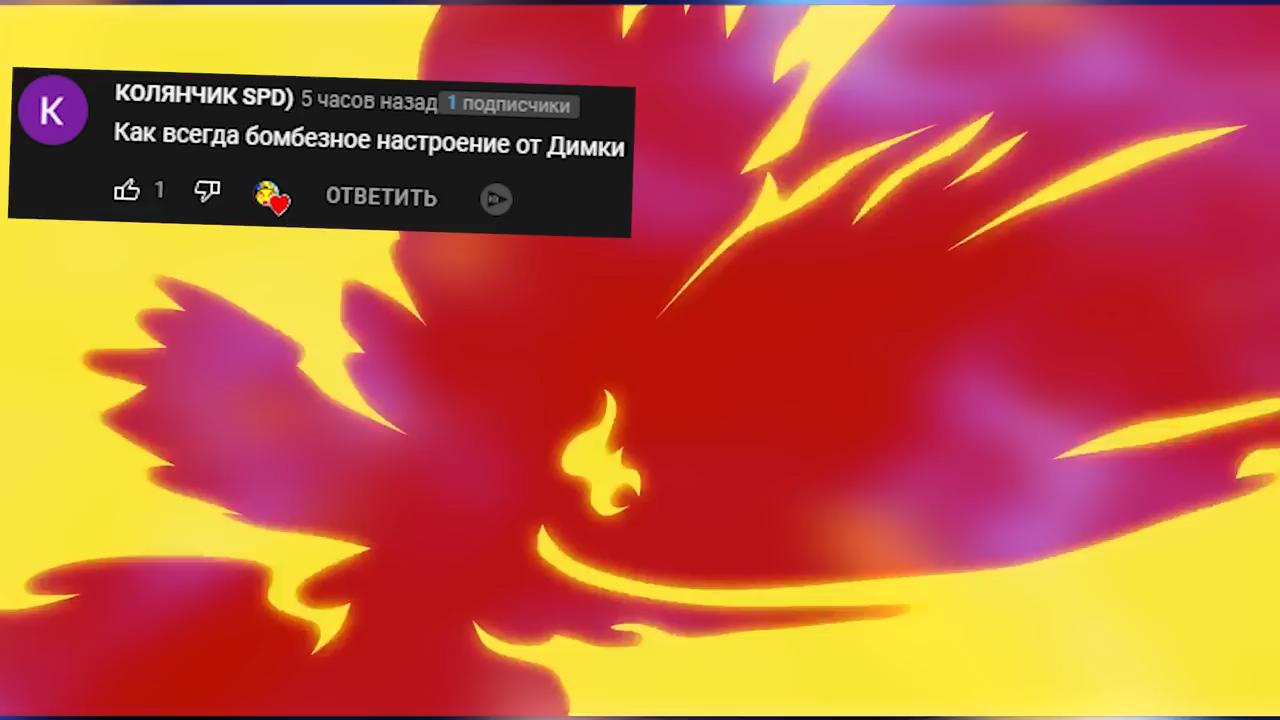 К
КОЛЯНЧИК SPD) 5 часов назад 1 подписчики
Как всегда бомбезное настроение от Димки
1 ОТВЕТИТЬ